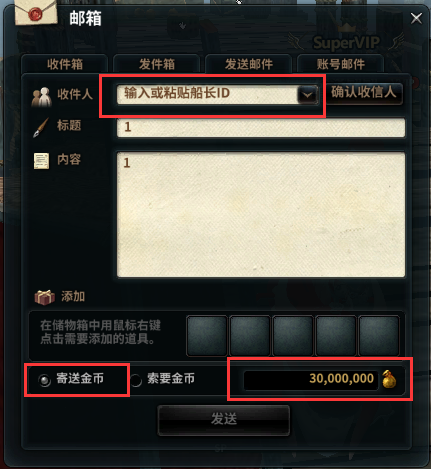 邮箱
SuperVIP
收件箱 发件箱 发送邮件 账号邮件
收件人 输入或粘贴船长ID 确认收信人
标题 1
内容 1
添加
在储物箱中用鼠标右键
点击需要添加的道具。
寄送金币 索要金币 30,000,000
发送